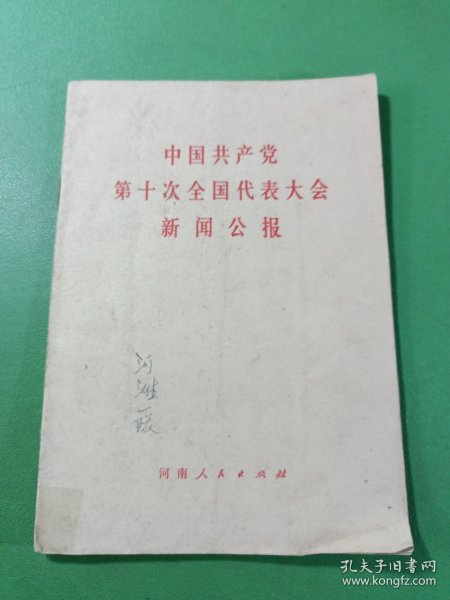 中国共产党
第十次全国代表大会
新闻公报
河南人民出版社
孔夫子旧书网
www.kongfz.com